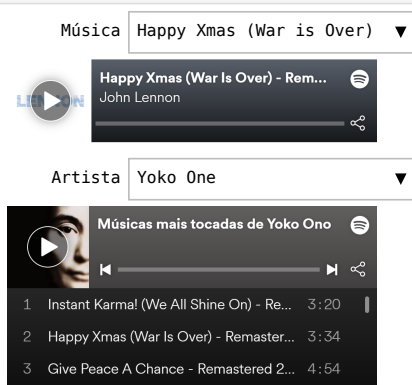 Música Happy Xmas (War is Over) ▼
Happy Xmas (War Is Over) - Rem...
LENNON
John Lennon
Artista Yoko One ▼
Músicas mais tocadas de Yoko Ono
1 Instant Karma! (We All Shine On) - Re... 3:20
2 Happy Xmas (War Is Over) - Remaster... 3:34
3 Give Peace A Chance - Remastered 2... 4:54